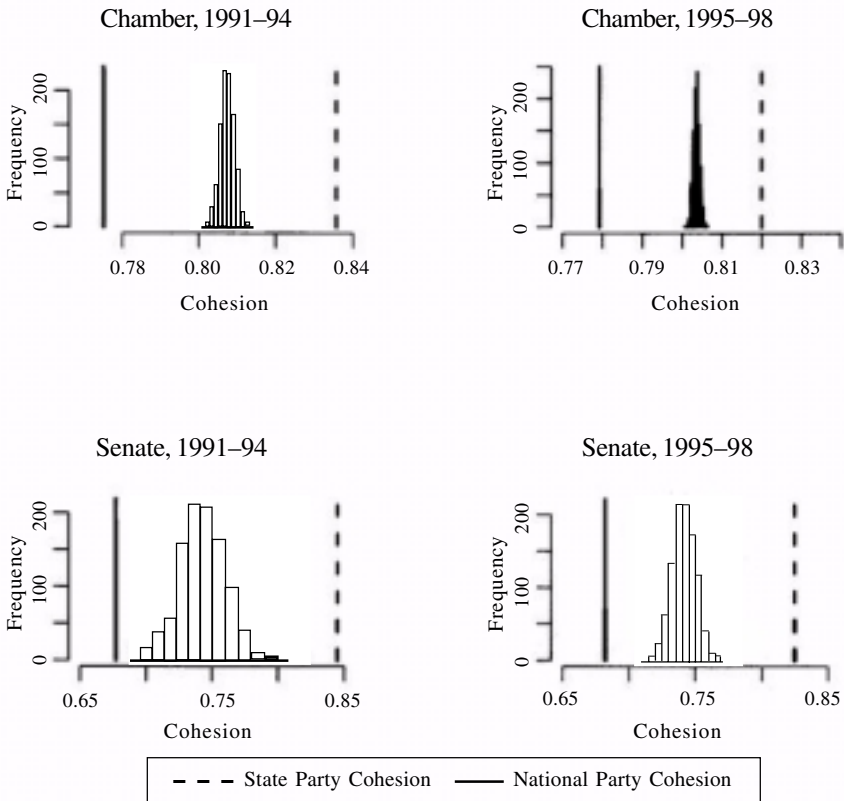 Chamber, 1991–94
Frequency
200
100
0
0.78 0.80 0.82 0.84
Cohesion
Chamber, 1995–98
Frequency
200
100
0
0.77 0.79 0.81 0.83
Cohesion
Senate, 1991–94
Frequency
200
100
0
0.65 0.75 0.85
Cohesion
Senate, 1995–98
Frequency
200
100
0
0.65 0.75 0.85
Cohesion
State Party Cohesion National Party Cohesion